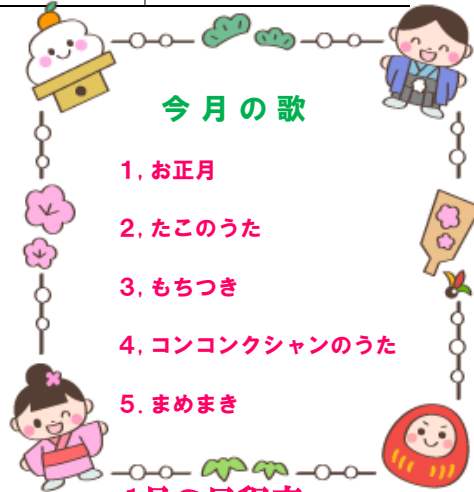 今月の歌
1, お正月
2, たこのうた
3, もちつき
4, コンコンクシャンのうた
5. まめまき